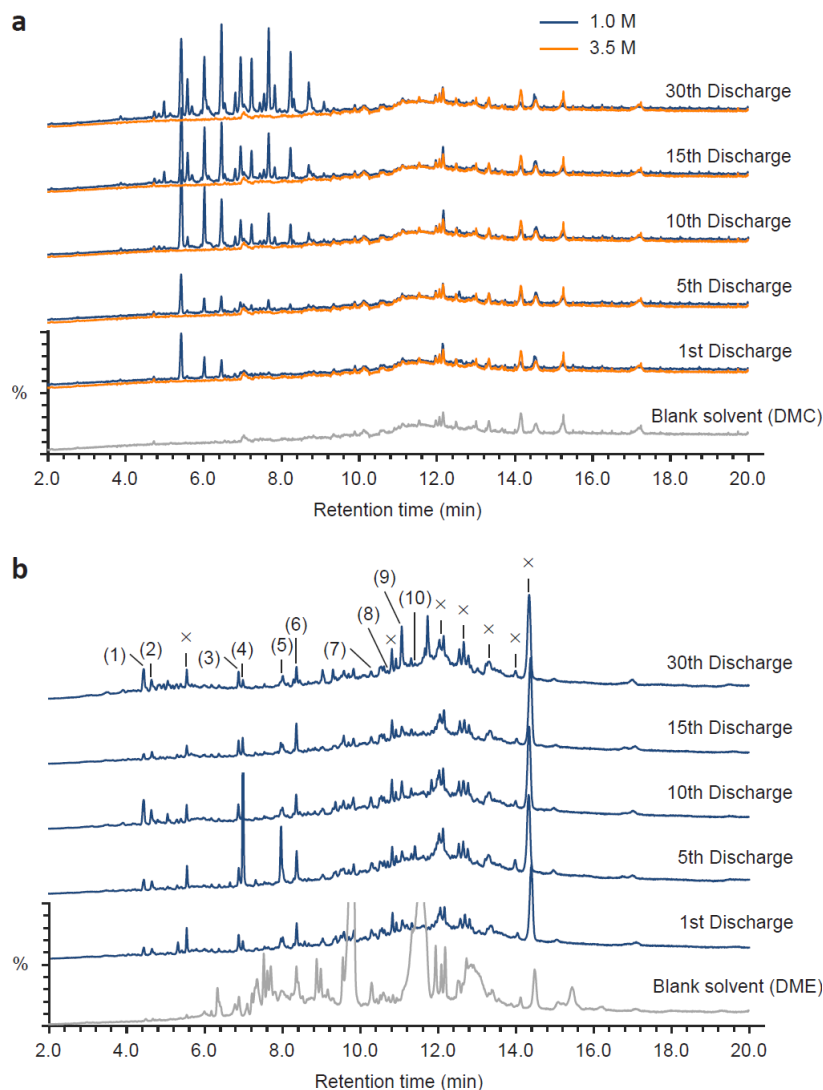 a
1.0 M
3.5 M
30th Discharge
15th Discharge
10th Discharge
5th Discharge
1st Discharge
%
Blank solvent (DMC)
2.0 4.0 6.0 8.0 10.0 12.0 14.0 16.0 18.0 20.0
Retention time (min)
b
(1) (2) × (3) (4) (5) (6) (7) (8) × (9) (10) × × × × ×
30th Discharge
15th Discharge
10th Discharge
5th Discharge
1st Discharge
%
Blank solvent (DME)
2.0 4.0 6.0 8.0 10.0 12.0 14.0 16.0 18.0 20.0
Retention time (min)